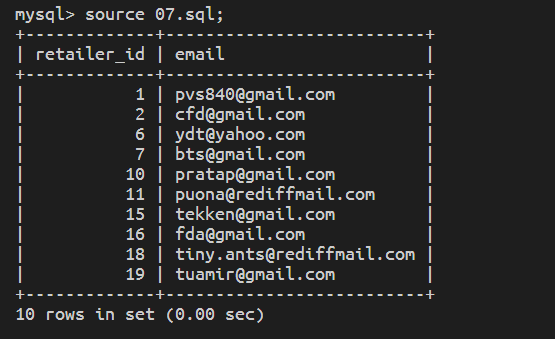 mysql> source 07.sql;
+-------------+---------------------------+
| retailer_id | email                     |
+-------------+---------------------------+
|           1 | pvs840@gmail.com          |
|           2 | cfd@gmail.com             |
|           6 | ydt@yahoo.com             |
|           7 | bts@gmail.com             |
|          10 | pratap@gmail.com          |
|          11 | puona@rediffmail.com      |
|          15 | tekken@gmail.com          |
|          16 | fda@gmail.com             |
|          18 | tiny.ants@rediffmail.com |
|          19 | tuamir@gmail.com          |
+-------------+---------------------------+
10 rows in set (0.00 sec)